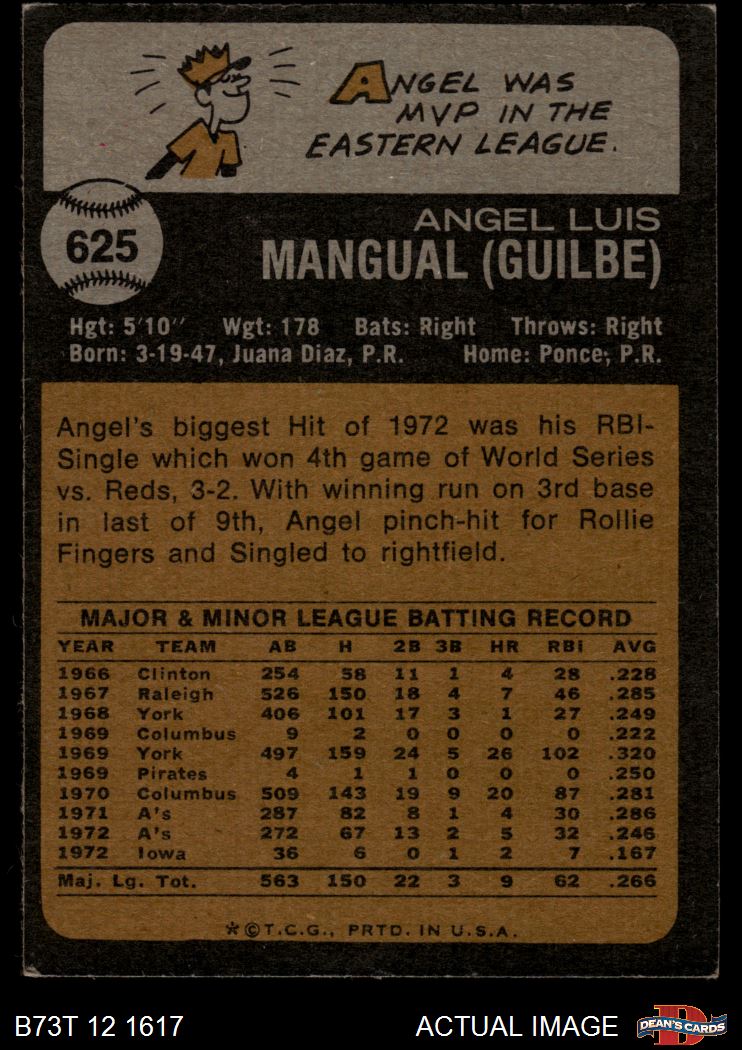 ANGEL WAS
MVP IN THE
EASTERN LEAGUE.
625
ANGEL LUIS
MANGUAL (GUILBE)
Hgt: 5'10" Wgt: 178 Bats: Right Throws: Right
Born: 3-19-47, Juana Diaz, P.R. Home: Ponce, P.R.
Angel's biggest Hit of 1972 was his RBI-
Single which won 4th game of World Series
vs. Reds, 3-2. With winning run on 3rd base
in last of 9th, Angel pinch-hit for Rollie
Fingers and Singled to rightfield.
MAJOR & MINOR LEAGUE BATTING RECORD
YEAR TEAM AB H 2B 3B HR RBI AVG
1966 Clinton 254 58 11 1 4 28 .228
1967 Raleigh 526 150 18 4 7 46 .285
1968 York 406 101 17 3 1 27 .249
1969 Columbus 9 2 0 0 0 0 .222
1969 York 497 159 24 5 26 102 .320
1969 Pirates 4 1 1 0 0 0 .250
1970 Columbus 509 143 19 9 20 87 .281
1971 A's 287 82 8 1 4 30 .286
1972 A's 272 67 13 2 5 32 .246
1972 Iowa 36 6 0 1 2 7 .167
Maj. Lg. Tot. 563 150 22 3 9 62 .266
*©T.C.G., PRTD. IN U.S.A.
B73T 12 1617 ACTUAL IMAGE DEAN'S CARDS